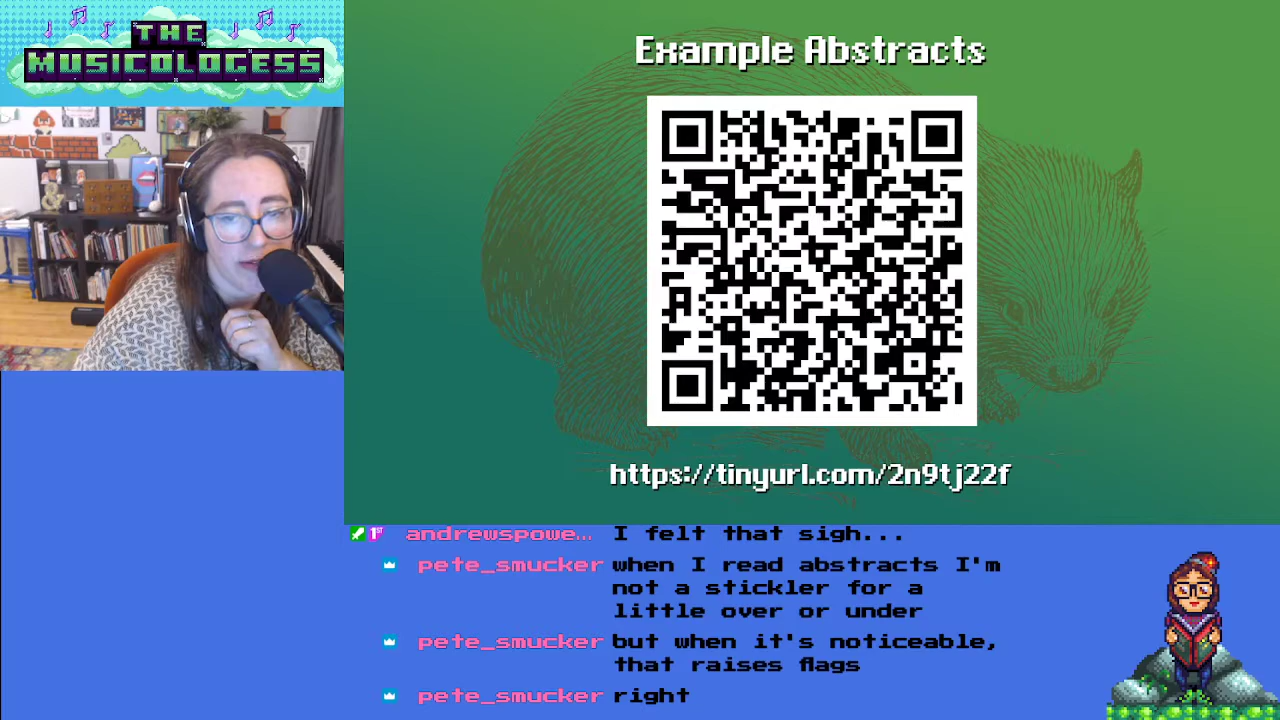 THE
MUSICOLOGESS
Example Abstracts
https://tinyurl.com/2n9tj22f
1ST andrewspowe... I felt that sigh...
pete_smucker when I read abstracts I'm
not a stickler for a
little over or under
pete_smucker but when it's noticeable,
that raises flags
pete_smucker right